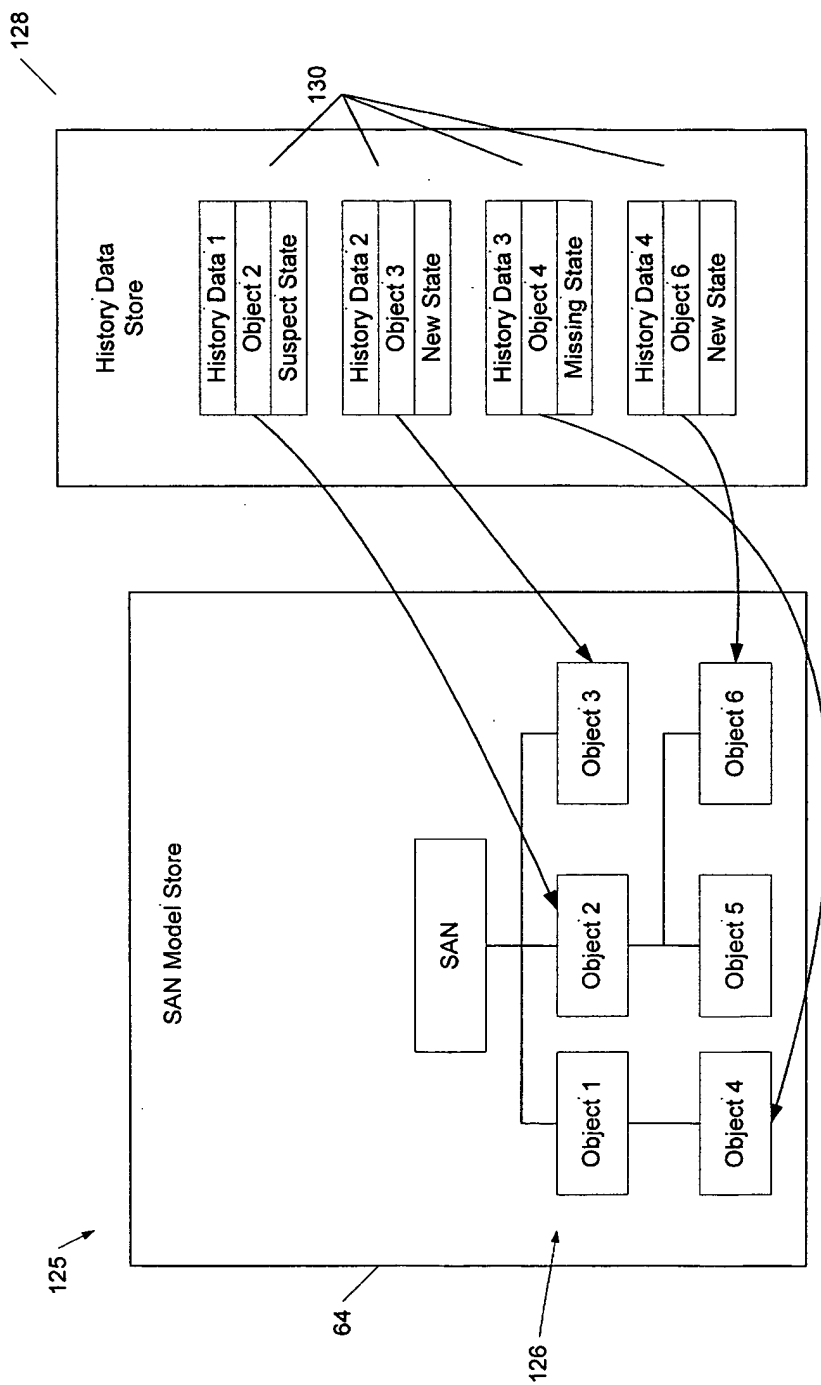 125
64
126
SAN Model Store
SAN
Object 1
Object 2
Object 3
Object 4
Object 5
Object 6
128
History Data
Store
130
History Data 1
Object 2
Suspect State
History Data 2
Object 3
New State
History Data 3
Object 4
Missing State
History Data 4
Object 6
New State